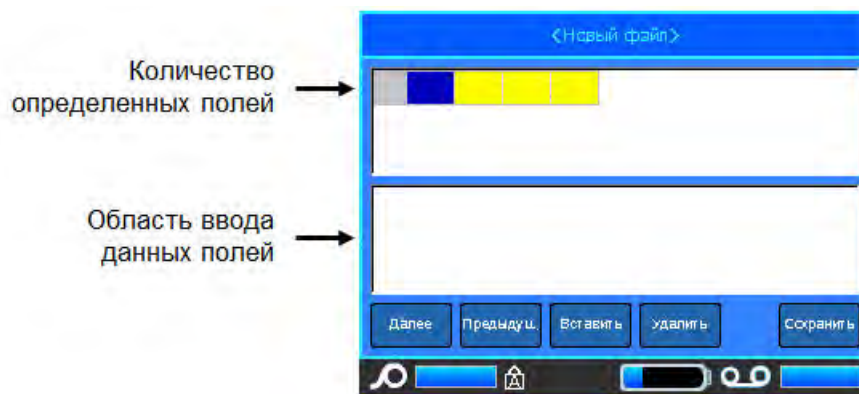 <Новый файл>
Количество
определенных полей
Область ввода
данных полей
Далее Предыдущ. Вставить Удалить Сохранить
A